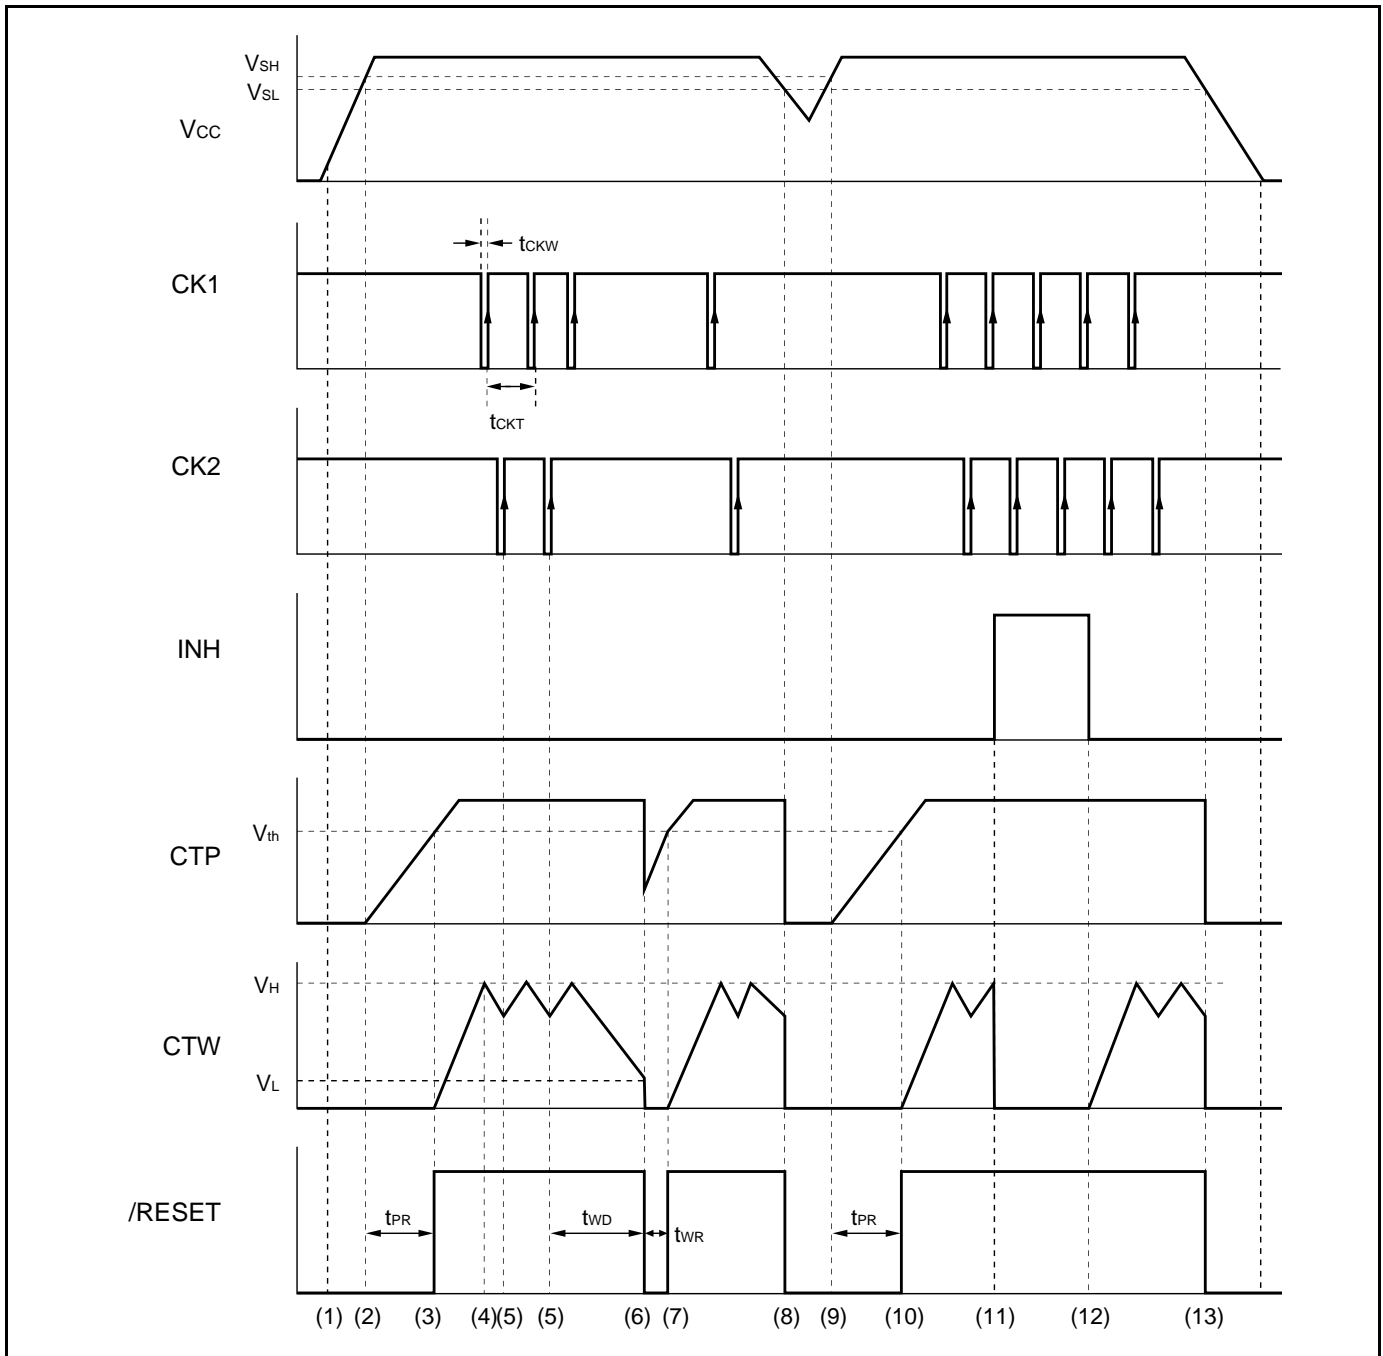 VSH
VSL
VCC
tCKW
CK1
tCKT
CK2
INH
Vth
CTP
VH
CTW
VL
/RESET
tPR
tWD
tWR
tPR
(1) (2) (3) (4)(5) (5) (6) (7) (8) (9) (10) (11) (12) (13)